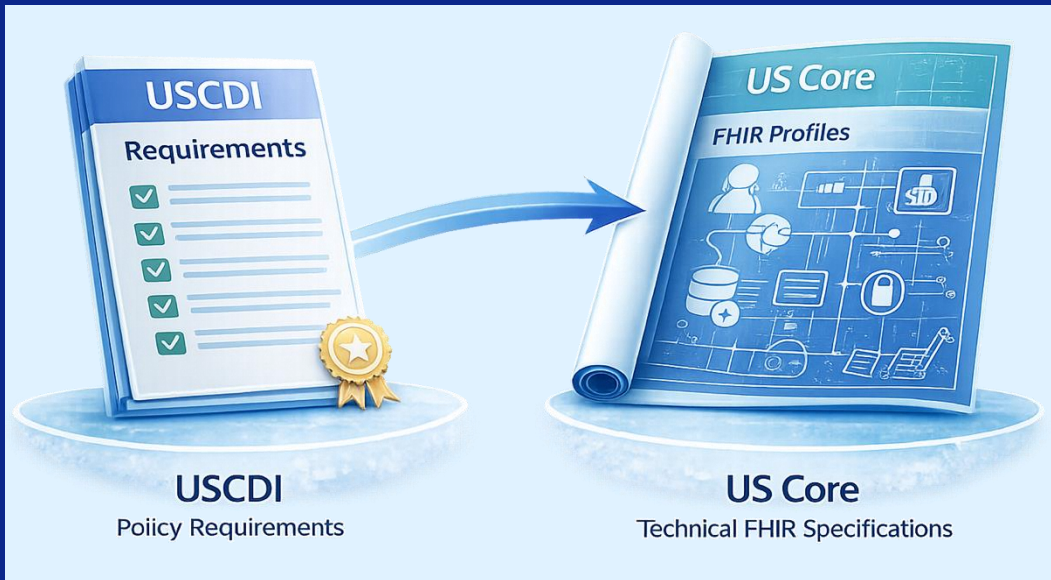 USCDI
Requirements
US Core
FHIR Profiles
USCDI
Poiicy Requirements
US Core
Technical FHIR Specifications